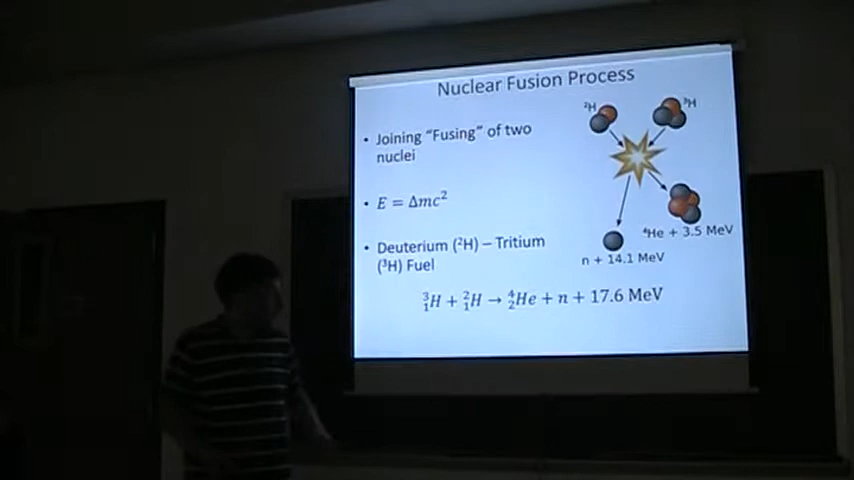 Nuclear Fusion Process
• Joining "Fusing" of two
nuclei
• E = Δmc²
• Deuterium (²H) – Tritium
(³H) Fuel
³₁H + ²₁H → ⁴₂He + n + 17.6 MeV
²H
³H
⁴He + 3.5 MeV
n + 14.1 MeV